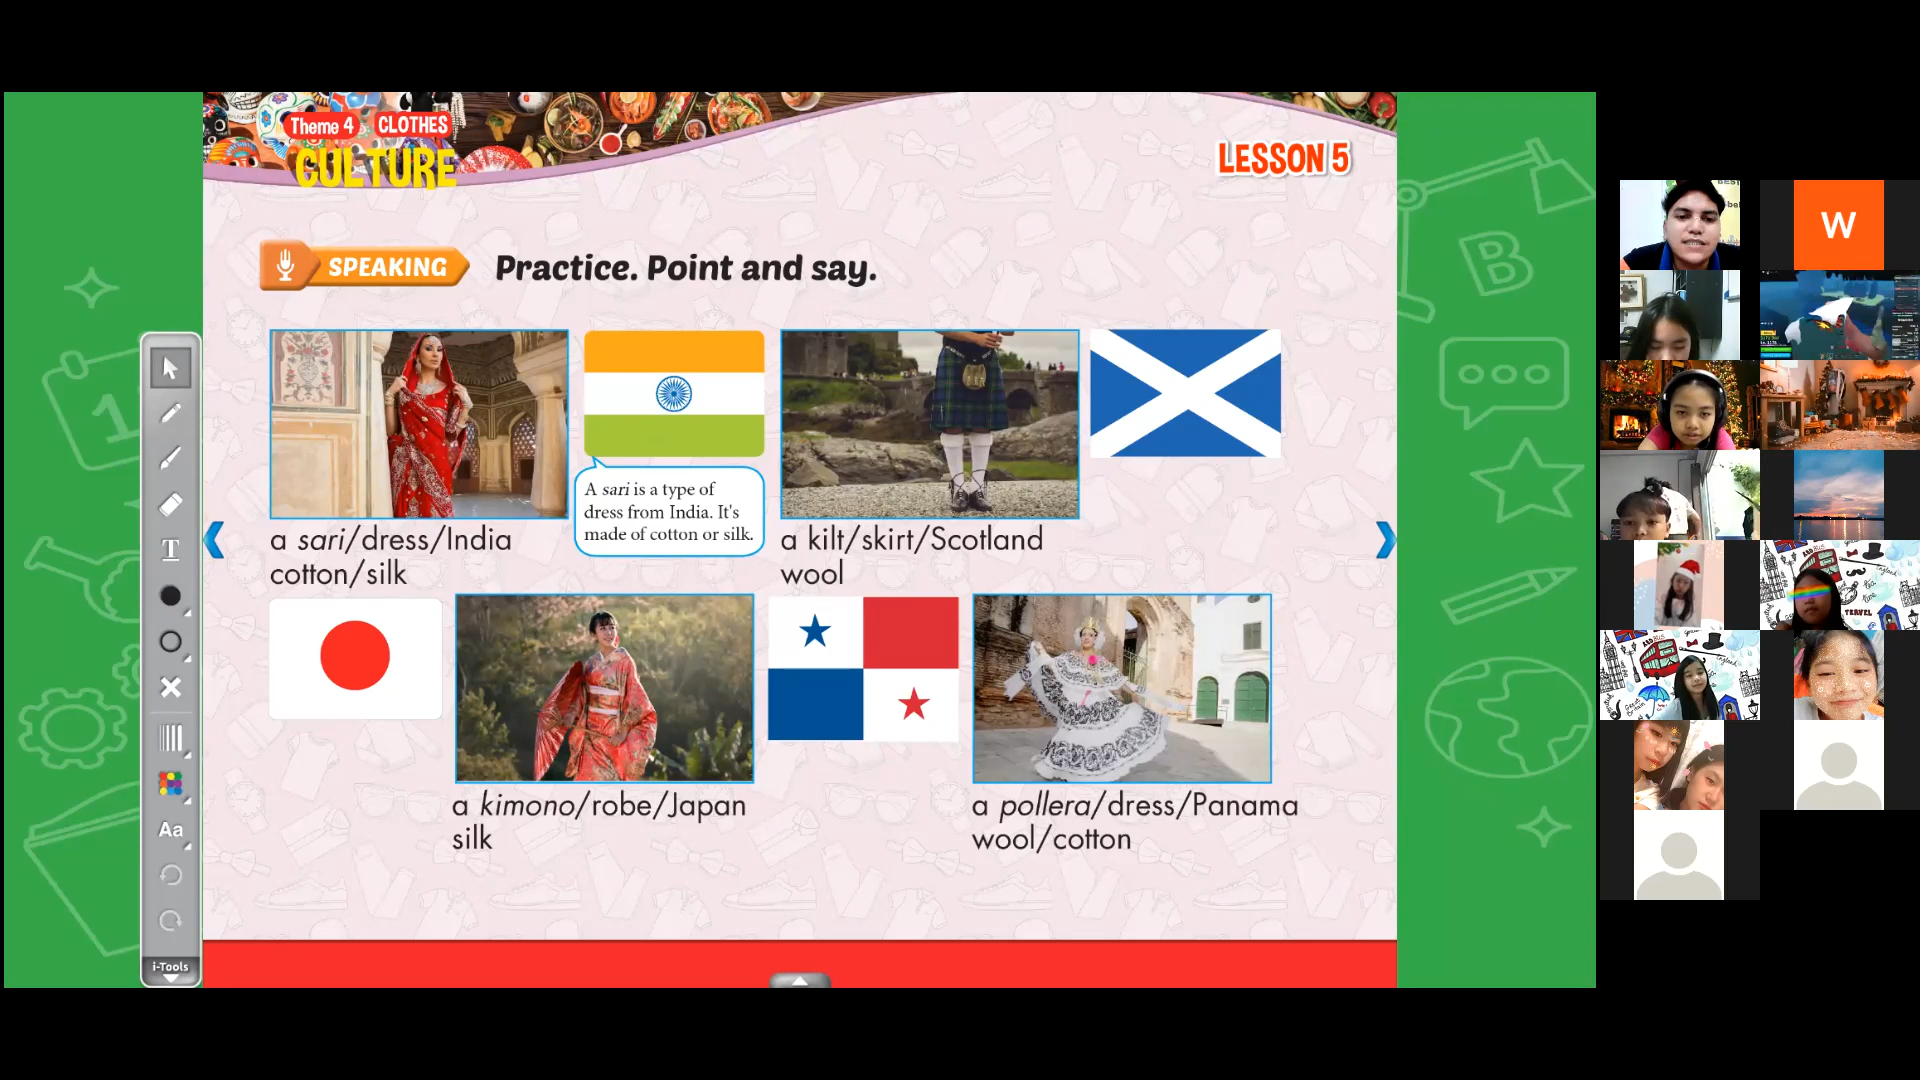 Theme 4 CLOTHES
CULTURE
LESSON 5
SPEAKING Practice. Point and say.
A sari is a type of
dress from India. It's
made of cotton or silk.
a sari/dress/India
cotton/silk
a kilt/skirt/Scotland
wool
a kimono/robe/Japan
silk
a pollera/dress/Panama
wool/cotton
T
Aa
i-Tools
1
B
W